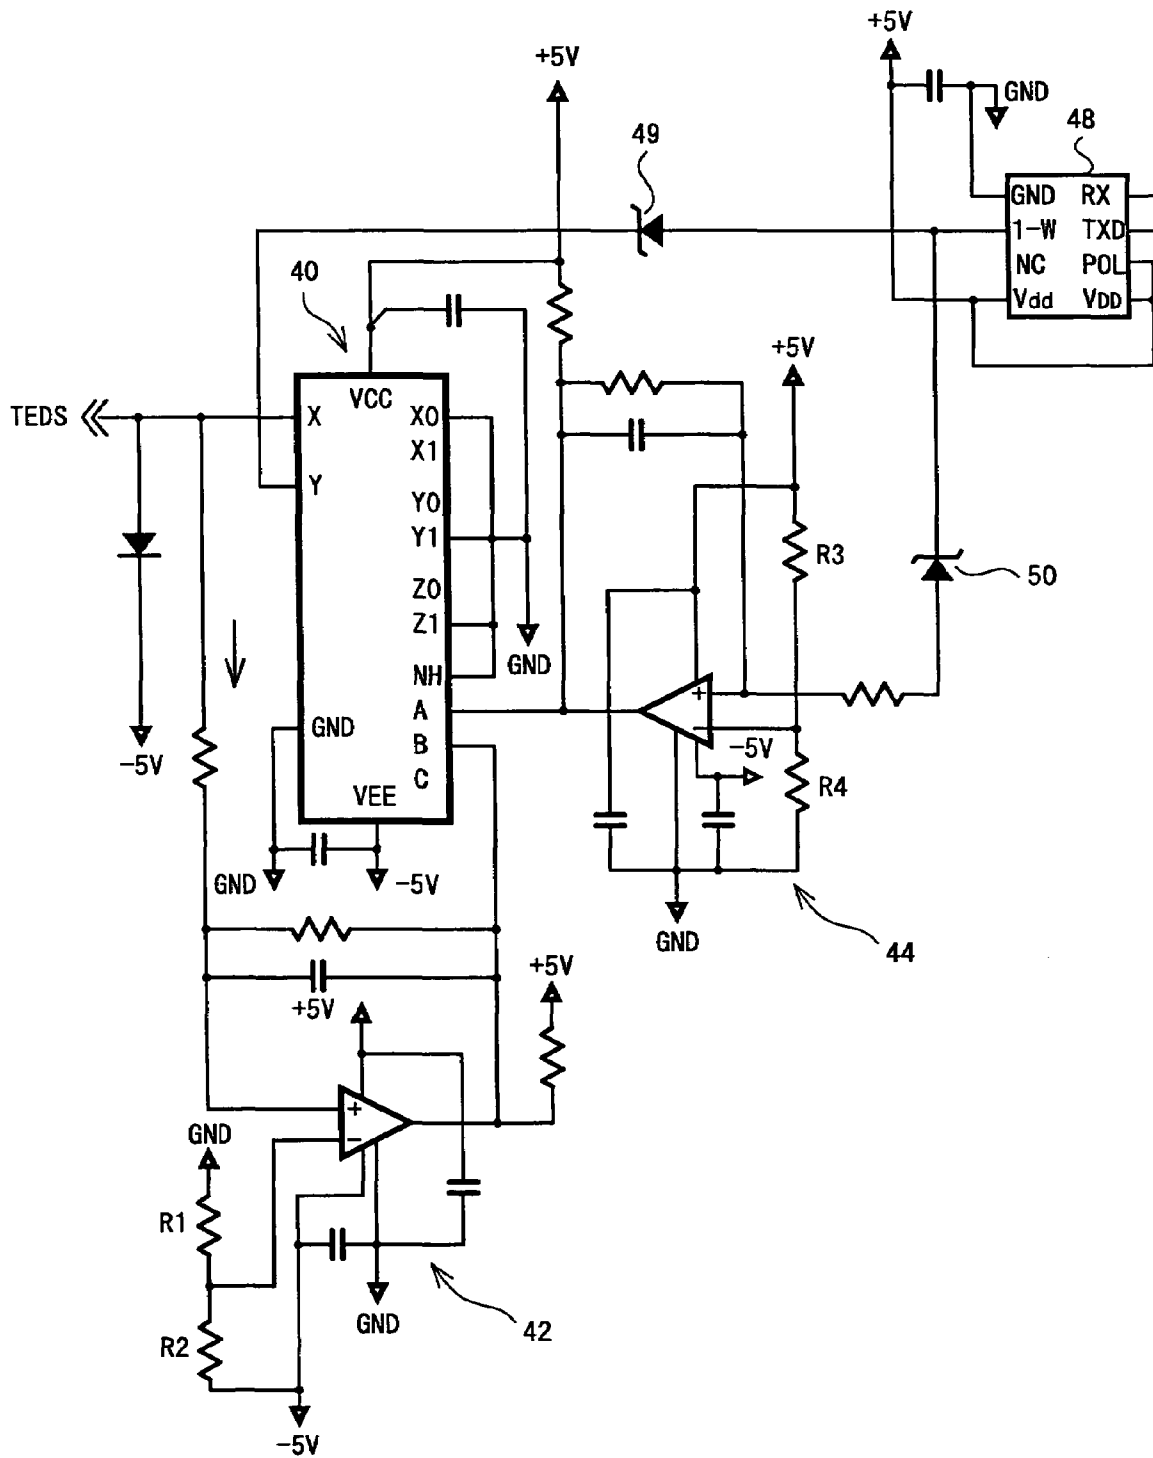 +5V
+5V
GND
48
49
GND RX
1-W TXD
NC POL
Vdd VDD
40
+5V
TEDS
VCC
X X0
X1
Y Y0
Y1
Z0
Z1
NH
GND A
B
C
VEE
GND
-5V
GND
-5V
R3
50
+
-
-5V
R4
GND
44
+5V
+5V
+
-
GND
R1
R2
GND
42
-5V